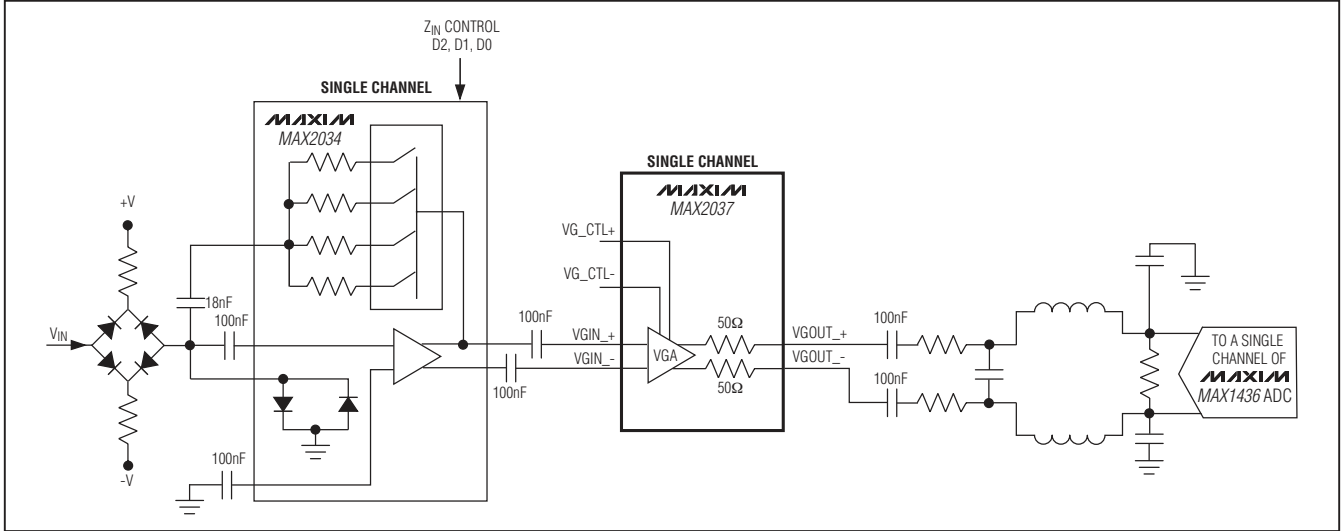 Z_IN CONTROL
D2, D1, D0
SINGLE CHANNEL
MAXIM
MAX2034
+V
18nF
100nF
V_IN
-V
100nF
100nF
100nF
SINGLE CHANNEL
MAXIM
MAX2037
VG_CTL+
VG_CTL-
VGIN_+
VGIN_-
VGA
50Ω
50Ω
VGOUT_+
VGOUT_-
100nF
100nF
TO A SINGLE
CHANNEL OF
MAXIM
MAX1436 ADC